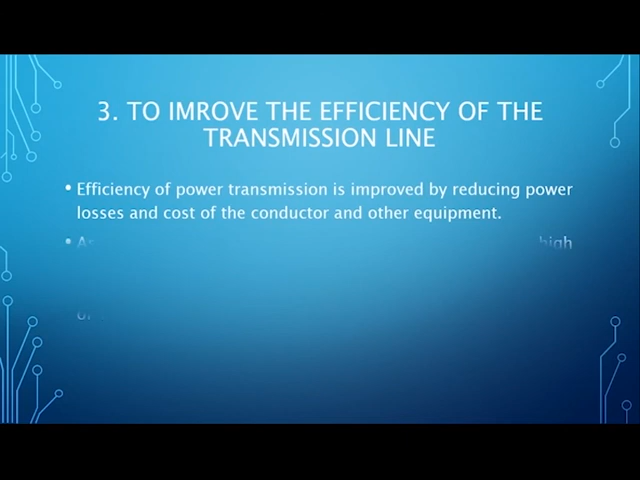 3. TO IMROVE THE EFFICIENCY OF THE
TRANSMISSION LINE
• Efficiency of power transmission is improved by reducing power
losses and cost of the conductor and other equipment.
• high